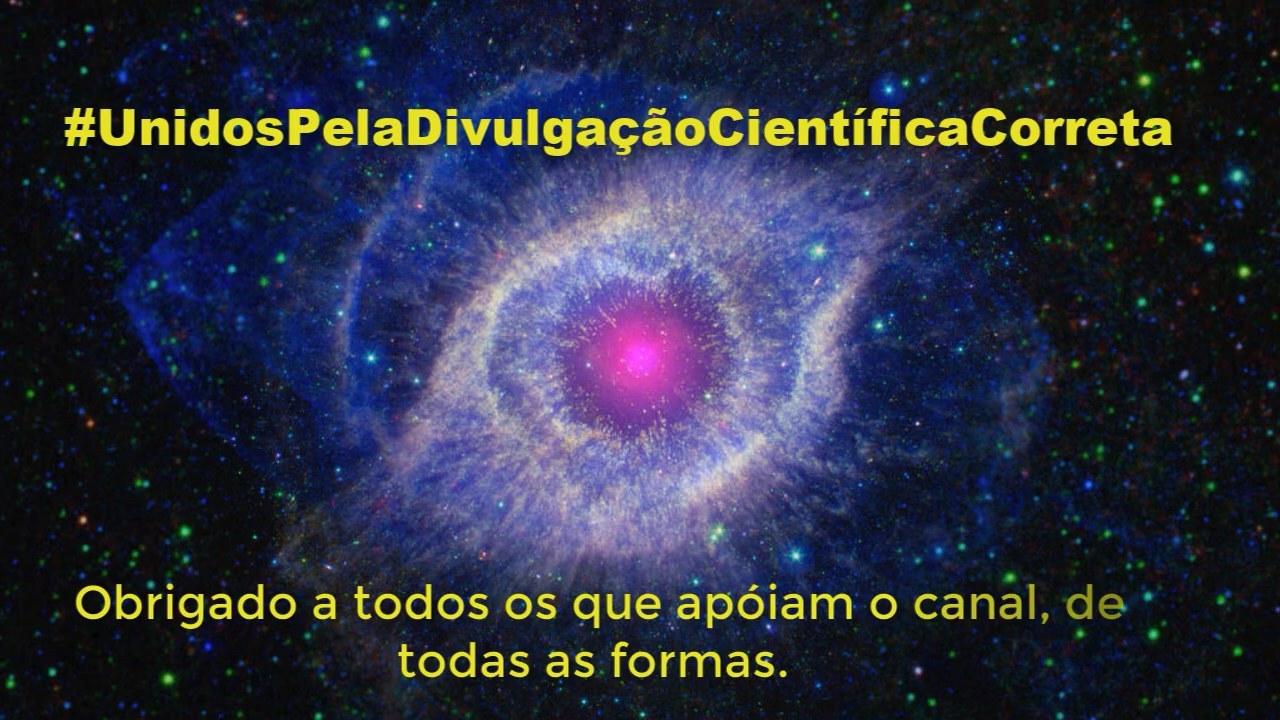 #UnidosPelaDivulgaçãoCientíficaCorreta
Obrigado a todos os que apóiam o canal, de
todas as formas.